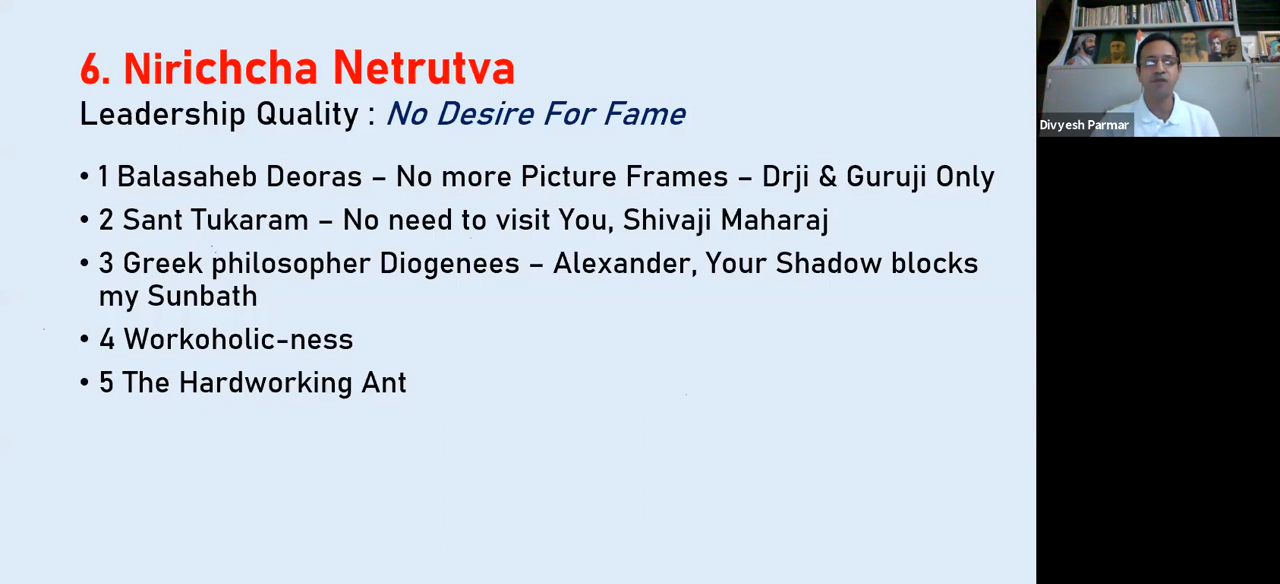 6. Nirichcha Netrutva
Leadership Quality : No Desire For Fame
• 1 Balasaheb Deoras – No more Picture Frames – Drji & Guruji Only
• 2 Sant Tukaram – No need to visit You, Shivaji Maharaj
• 3 Greek philosopher Diogenees – Alexander, Your Shadow blocks
my Sunbath
• 4 Workoholic-ness
• 5 The Hardworking Ant
Divyesh Parmar